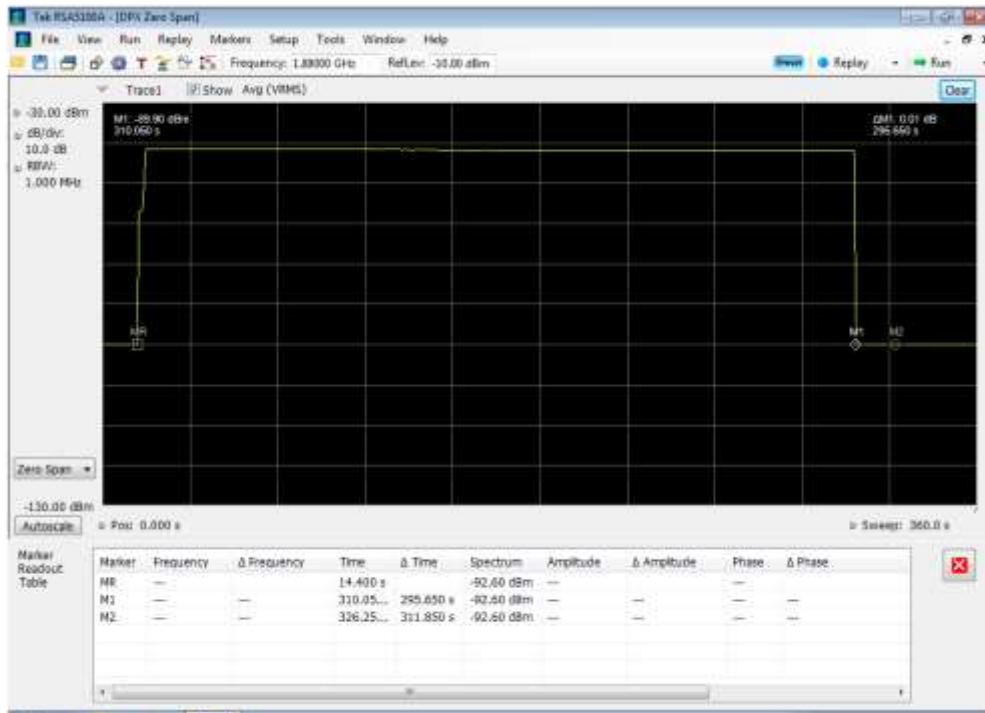 Tek RSA5100A - [DPX Zero Span]
File View Run Replay Markers Setup Tools Window Help
Frequency: 1.88000 GHz RefLev: -30.00 dBm Preset Replay Run
Trace1 Show Avg (VRMS) Clear
-30.00 dBm
dB/div:
10.0 dB
RBW:
1.000 MHz
M1: -89.90 dBm
310.050 s
ΔM1: 0.01 dB
295.650 s
MR
M1
M2
Zero Span
-130.00 dBm
Autoscale Pos: 0.000 s Sweep: 360.0 s
Marker
Readout
Table
Marker Frequency Δ Frequency Time Δ Time Spectrum Amplitude Δ Amplitude Phase Δ Phase
MR --- 14.400 s -92.60 dBm --- ---
M1 --- --- 310.05... 295.650 s -92.60 dBm --- --- --- ---
M2 --- --- 326.25... 311.850 s -92.60 dBm --- --- --- ---